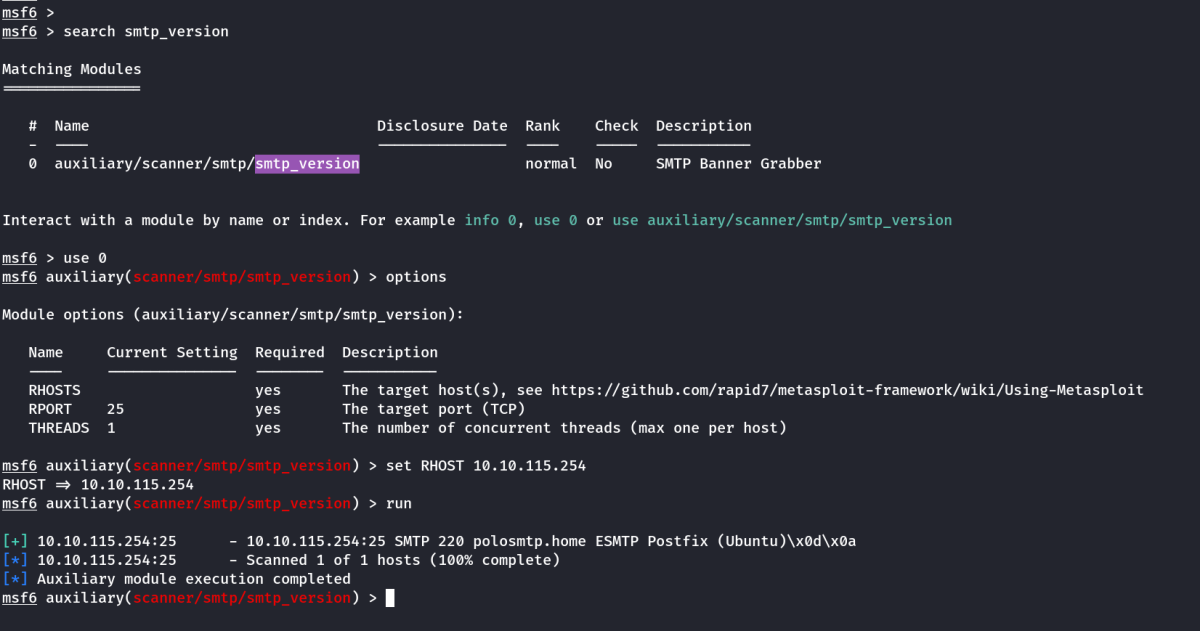 msf6 >
msf6 > search smtp_version
Matching Modules
================
# Name Disclosure Date Rank Check Description
- ---- --------------- ---- ----- -----------
0 auxiliary/scanner/smtp/smtp_version normal No SMTP Banner Grabber
Interact with a module by name or index. For example info 0, use 0 or use auxiliary/scanner/smtp/smtp_version
msf6 > use 0
msf6 auxiliary(scanner/smtp/smtp_version) > options
Module options (auxiliary/scanner/smtp/smtp_version):
Name Current Setting Required Description
---- --------------- -------- -----------
RHOSTS yes The target host(s), see https://github.com/rapid7/metasploit-framework/wiki/Using-Metasploit
RPORT 25 yes The target port (TCP)
THREADS 1 yes The number of concurrent threads (max one per host)
msf6 auxiliary(scanner/smtp/smtp_version) > set RHOST 10.10.115.254
RHOST => 10.10.115.254
msf6 auxiliary(scanner/smtp/smtp_version) > run
[+] 10.10.115.254:25 - 10.10.115.254:25 SMTP 220 polosmtp.home ESMTP Postfix (Ubuntu)\x0d\x0a
[*] 10.10.115.254:25 - Scanned 1 of 1 hosts (100% complete)
[*] Auxiliary module execution completed
msf6 auxiliary(scanner/smtp/smtp_version) >